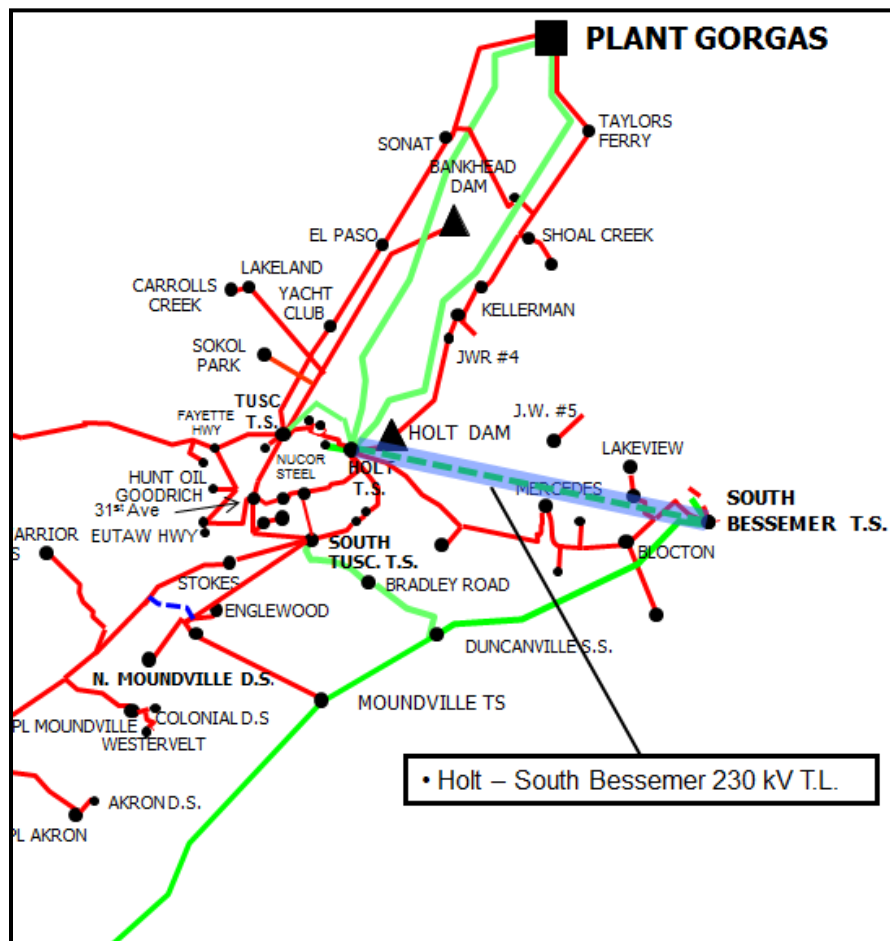 PLANT GORGAS
TAYLORS
FERRY
SONAT
BANKHEAD
DAM
EL PASO
SHOAL CREEK
LAKELAND
CARROLLS
CREEK
YACHT
CLUB
KELLERMAN
SOKOL
PARK
JWR #4
TUSC
T.S.
J.W. #5
FAYETTE
HWY
HOLT DAM
LAKEVIEW
NUCOR
STEEL
HOLT
T.S.
HUNT OIL
GOODRICH
MERCEDES
SOUTH
BESSEMER T.S.
31st Ave
EUTAW HWY
ARRIOR
S
SOUTH
TUSC. T.S.
BLOCTON
STOKES
BRADLEY ROAD
ENGLEWOOD
DUNCANVILLE S.S.
N. MOUNDVILLE D.S.
MOUNDVILLE TS
PL MOUNDVILLE
COLONIAL D.S
WESTERVELT
• Holt – South Bessemer 230 kV T.L.
AKRON D.S.
PL AKRON